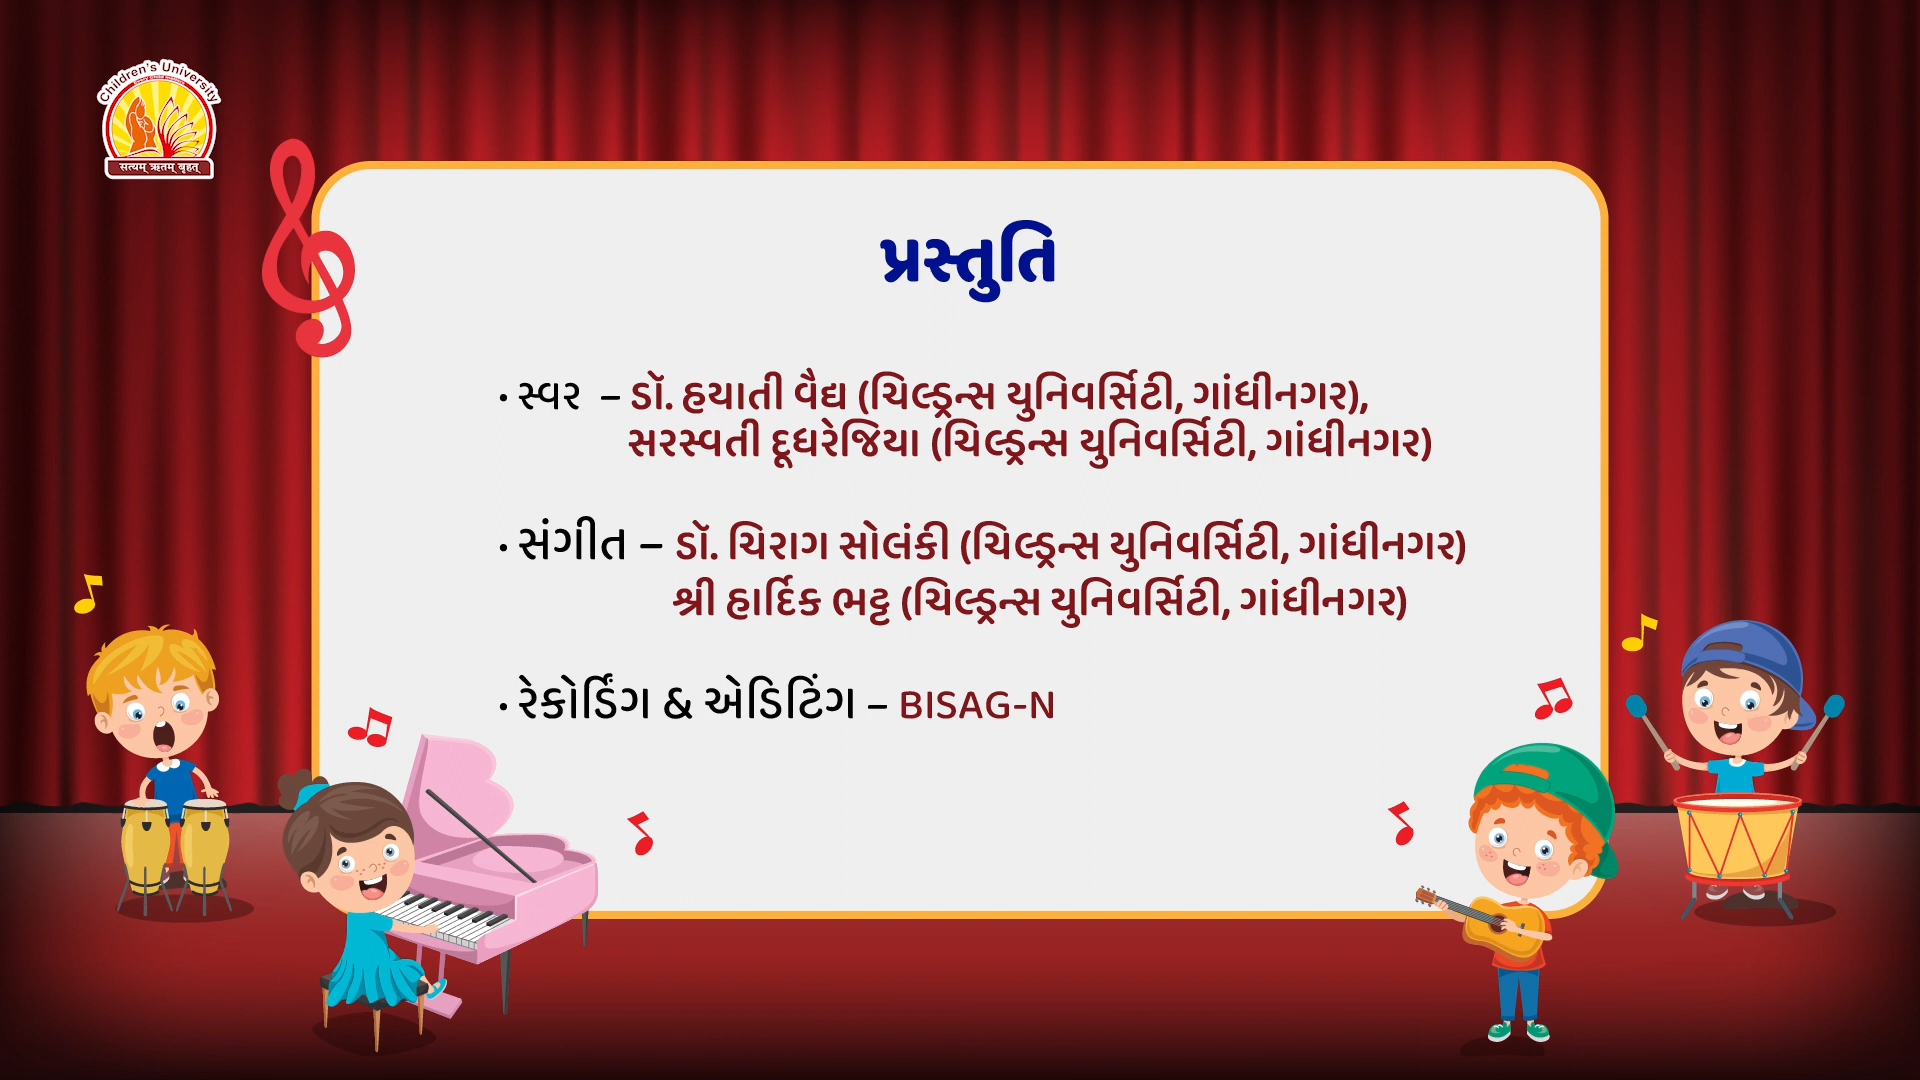 Children's University
सत्यम् ऋतम् बृहत्
પ્રસ્તુતિ
• સ્વર – ડૉ. હયાતી વૈદ્ય (ચિલ્ડ્રન્સ યુનિવર્સિટી, ગાંધીનગર),
સરસ્વતી દૂધરેજિયા (ચિલ્ડ્રન્સ યુનિવર્સિટી, ગાંધીનગર)
• સંગીત – ડૉ. ચિરાગ સોલંકી (ચિલ્ડ્રન્સ યુનિવર્સિટી, ગાંધીનગર)
શ્રી હાર્દિક ભટ્ટ (ચિલ્ડ્રન્સ યુનિવર્સિટી, ગાંધીનગર)
• રેકોર્ડિંગ & એડિટિંગ – BISAG-N